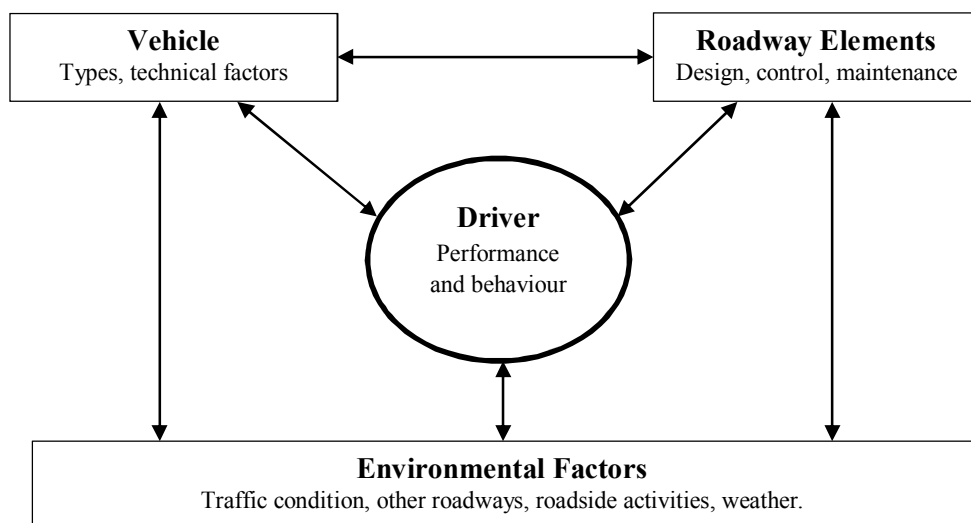 Vehicle
Types, technical factors
Roadway Elements
Design, control, maintenance
Driver
Performance
and behaviour
Environmental Factors
Traffic condition, other roadways, roadside activities, weather.